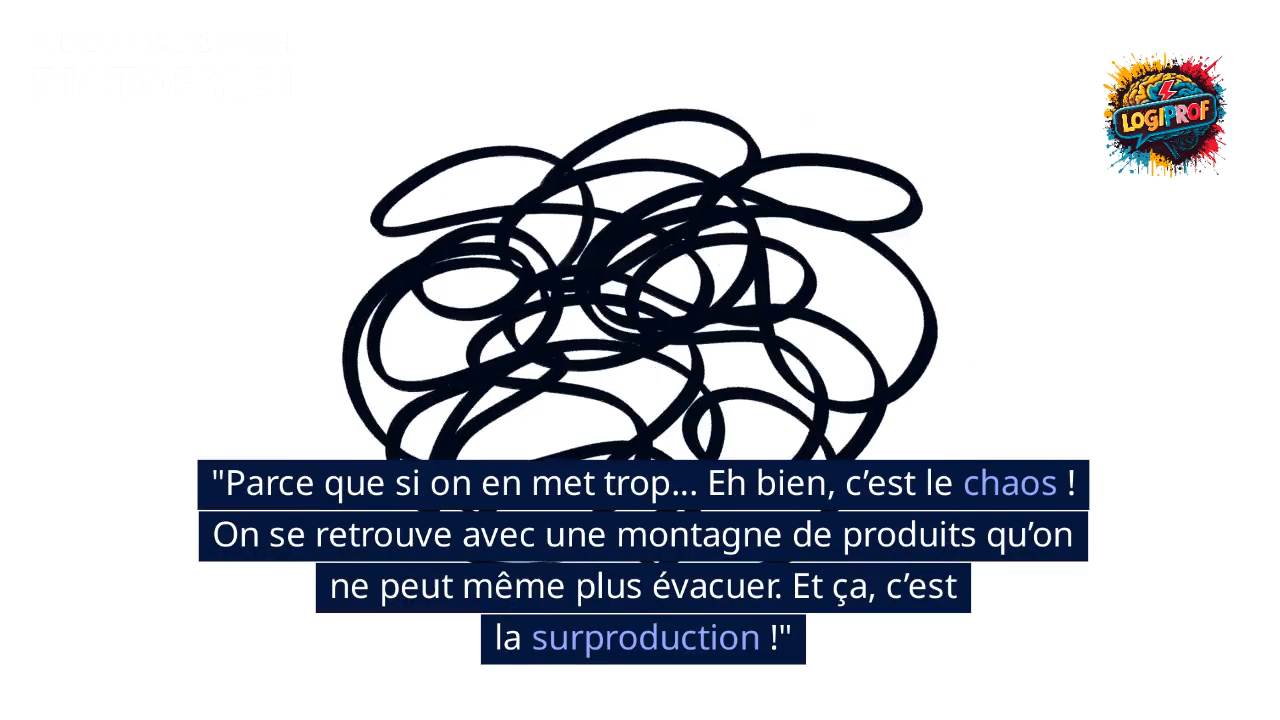 LOGIPROF
"Parce que si on en met trop... Eh bien, c’est le chaos !
On se retrouve avec une montagne de produits qu’on
ne peut même plus évacuer. Et ça, c’est
la surproduction !"